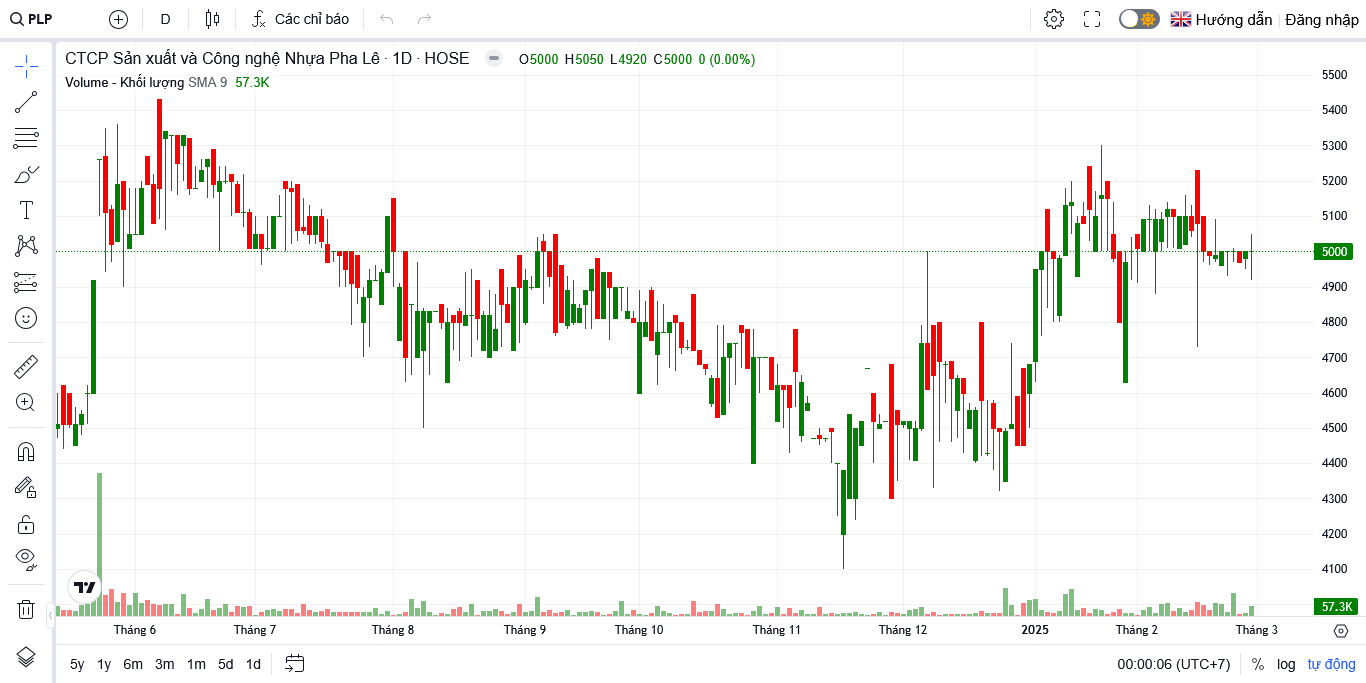 PLP D Các chỉ báo Hướng dẫn Đăng nhập
CTCP Sản xuất và Công nghệ Nhựa Pha Lê · 1D · HOSE O5000 H5050 L4920 C5000 0 (0.00%)
Volume - Khối lượng SMA 9 57.3K
5500
5400
5300
5200
5100
5000
4900
4800
4700
4600
4500
4400
4300
4200
4100
57.3K
Tháng 6 Tháng 7 Tháng 8 Tháng 9 Tháng 10 Tháng 11 Tháng 12 2025 Tháng 2 Tháng 3
5y 1y 6m 3m 1m 5d 1d 00:00:06 (UTC+7) % log tự động